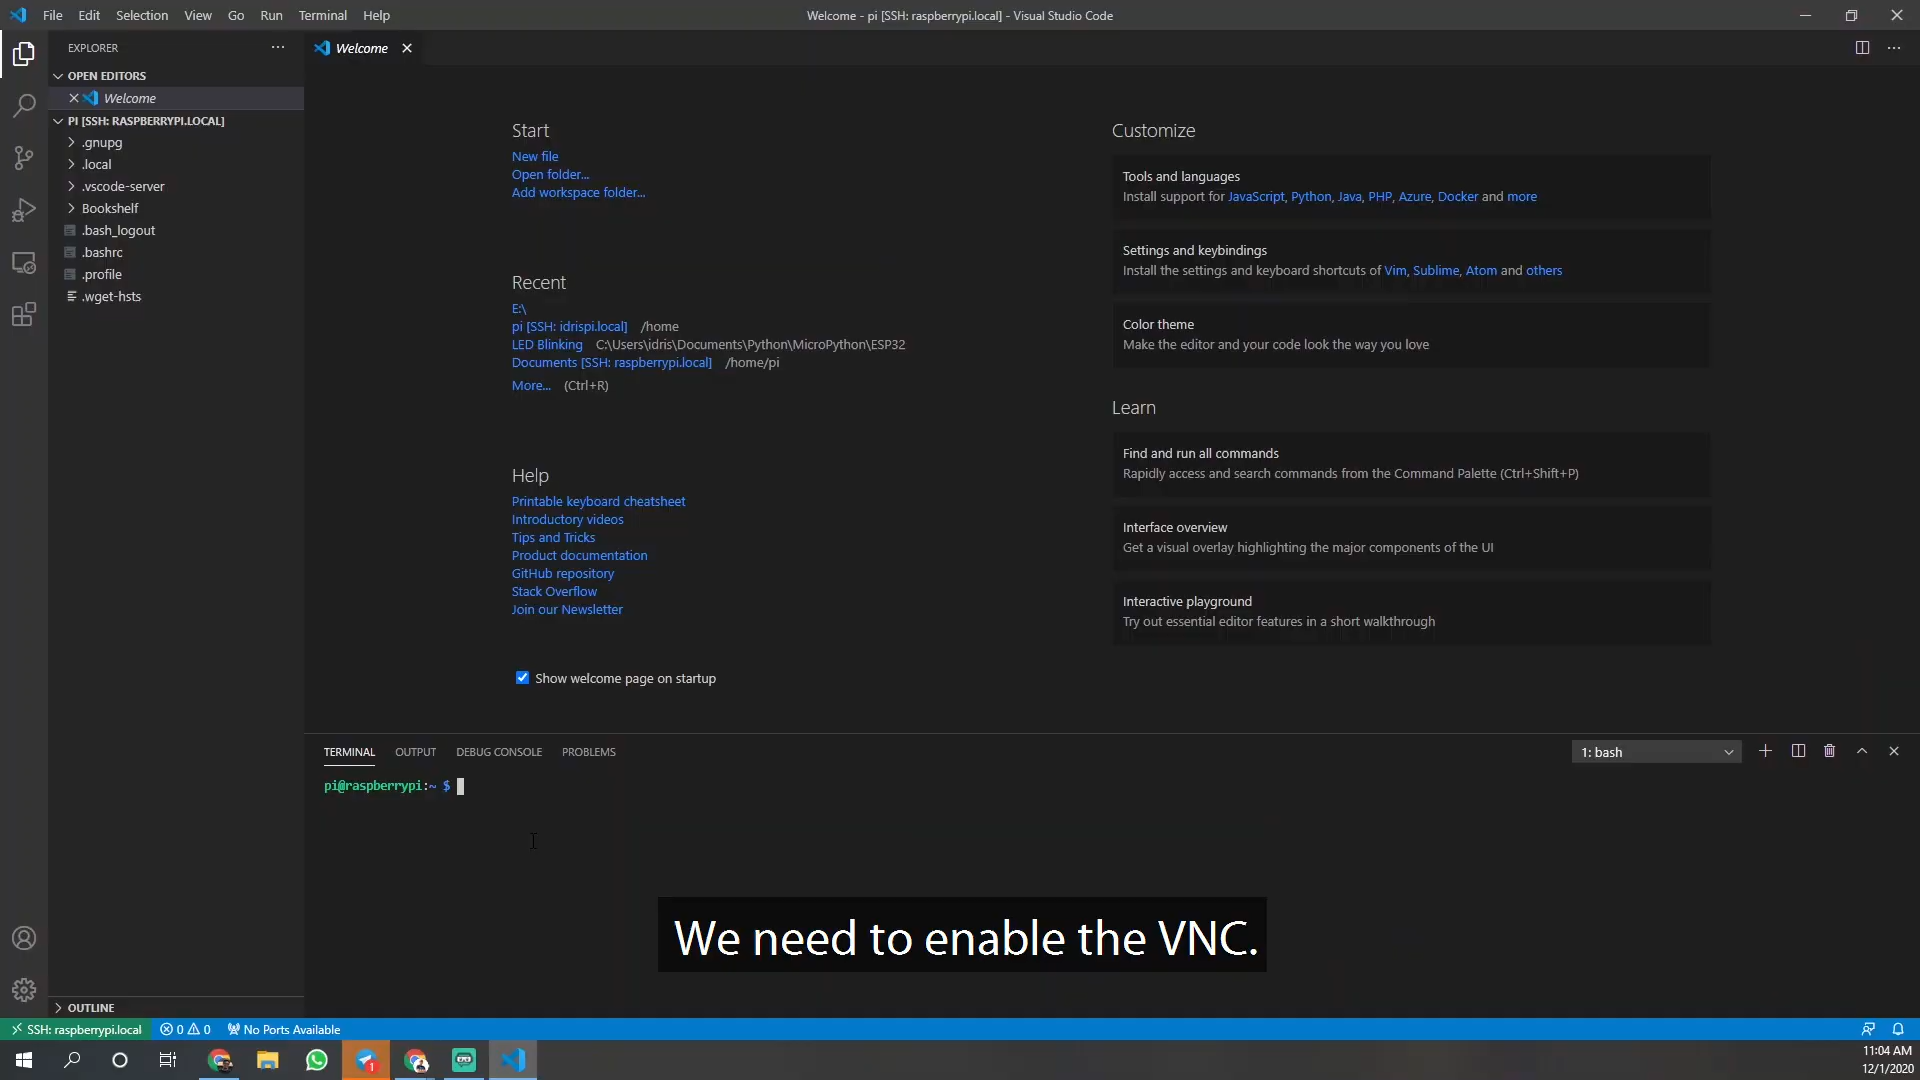 File Edit Selection View Go Run Terminal Help
Welcome - pi [SSH: raspberrypi.local] - Visual Studio Code
EXPLORER
Welcome
OPEN EDITORS
Welcome
PI [SSH: RASPBERRYPI.LOCAL]
.gnupg
.local
.vscode-server
Bookshelf
.bash_logout
.bashrc
.profile
.wget-hsts
OUTLINE
Start
New file
Open folder...
Add workspace folder...
Recent
E:\
pi [SSH: idrispi.local] /home
LED Blinking C:\Users\idris\Documents\Python\MicroPython\ESP32
Documents [SSH: raspberrypi.local] /home/pi
More... (Ctrl+R)
Help
Printable keyboard cheatsheet
Introductory videos
Tips and Tricks
Product documentation
GitHub repository
Stack Overflow
Join our Newsletter
Show welcome page on startup
Customize
Tools and languages
Install support for JavaScript, Python, Java, PHP, Azure, Docker and more
Settings and keybindings
Install the settings and keyboard shortcuts of Vim, Sublime, Atom and others
Color theme
Make the editor and your code look the way you love
Learn
Find and run all commands
Rapidly access and search commands from the Command Palette (Ctrl+Shift+P)
Interface overview
Get a visual overlay highlighting the major components of the UI
Interactive playground
Try out essential editor features in a short walkthrough
TERMINAL OUTPUT DEBUG CONSOLE PROBLEMS
1: bash
pi@raspberrypi:~ $
We need to enable the VNC.
SSH: raspberrypi.local 0 0 No Ports Available
1
11:04 AM
12/1/2020